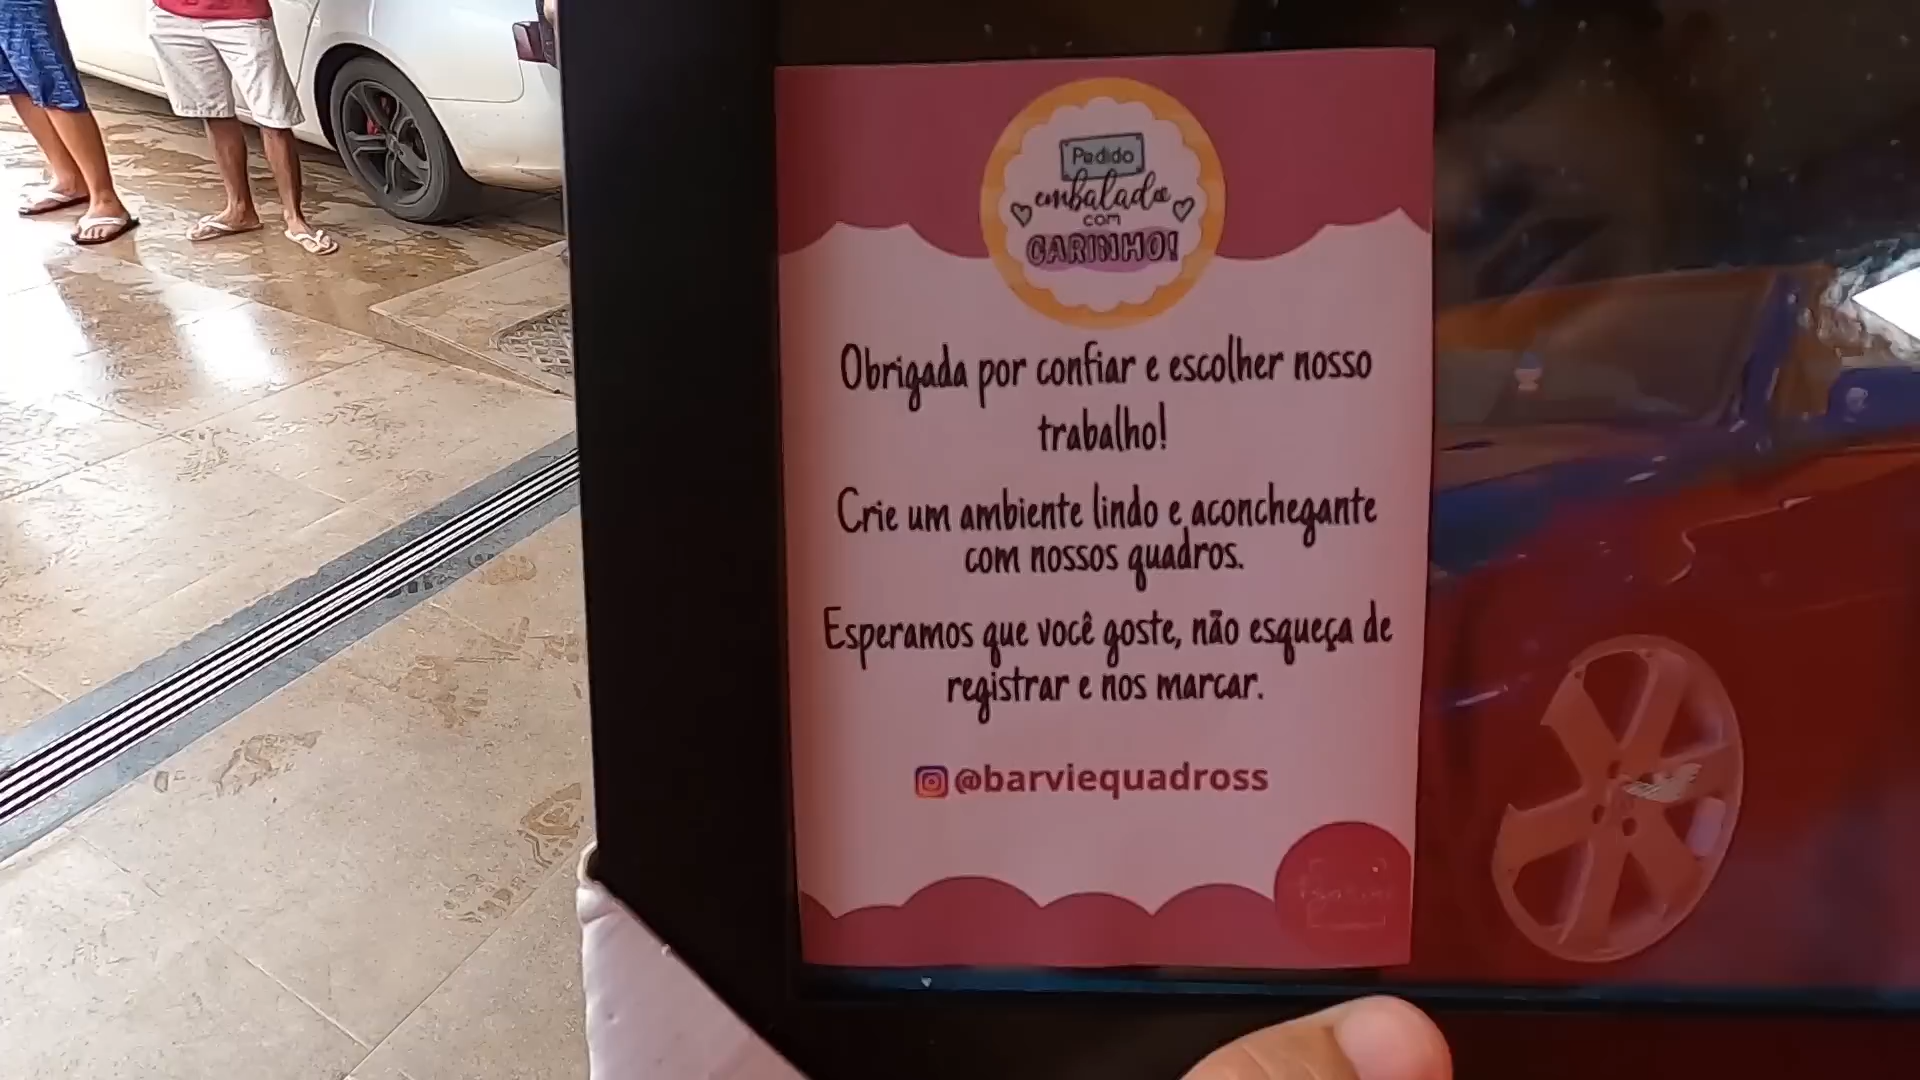 Pedido
embalado
com
CARINHO!
Obrigada por confiar e escolher nosso
trabalho!
Crie um ambiente lindo e aconchegante
com nossos quadros.
Esperamos que você goste, não esqueça de
registrar e nos marcar.
@barviequadross